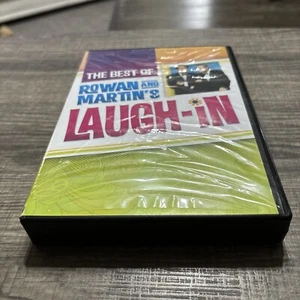 THE BEST OF
ROWAN AND
MARTIN'S
LAUGH-iN